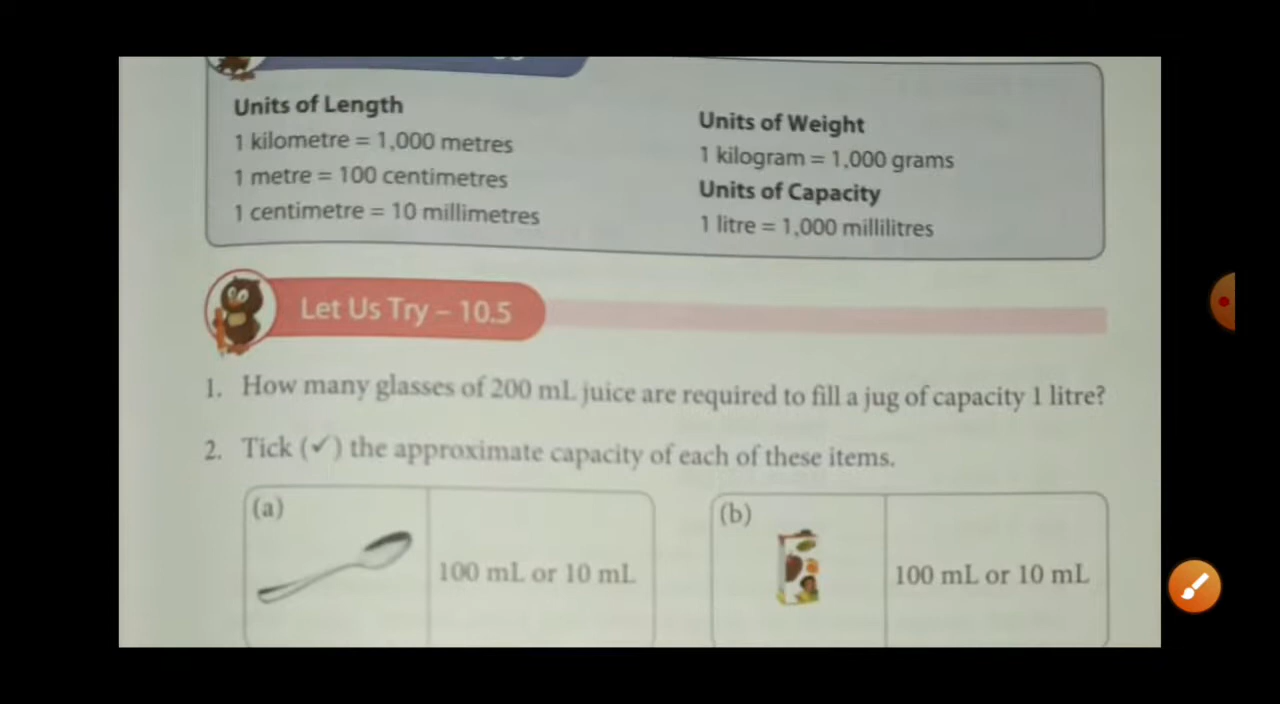 Units of Length
1 kilometre = 1,000 metres
1 metre = 100 centimetres
1 centimetre = 10 millimetres
Units of Weight
1 kilogram = 1,000 grams
Units of Capacity
1 litre = 1,000 millilitres
Let Us Try – 10.5
1. How many glasses of 200 mL juice are required to fill a jug of capacity 1 litre?
2. Tick (✓) the approximate capacity of each of these items.
(a)
100 mL or 10 mL
(b)
100 mL or 10 mL